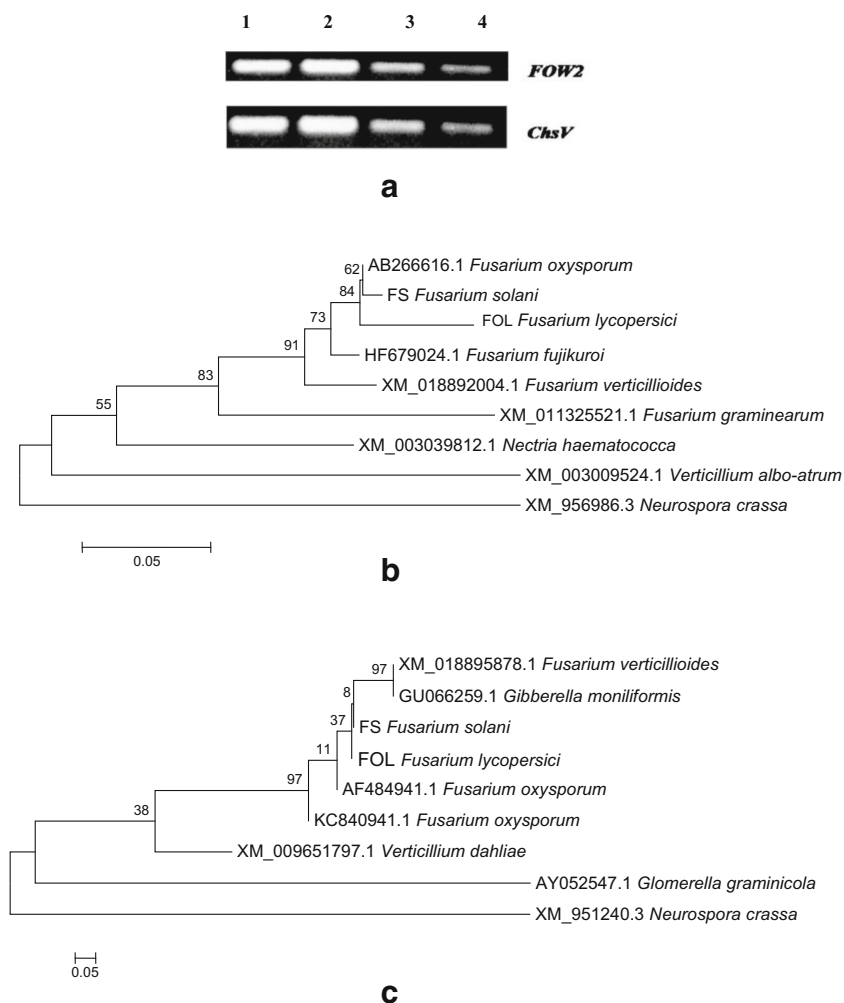 1 2 3 4
FOW2
ChsV
a
62 AB266616.1 Fusarium oxysporum
84 FS Fusarium solani
73 FOL Fusarium lycopersici
91 HF679024.1 Fusarium fujikuroi
83 XM_018892004.1 Fusarium verticillioides
55 XM_011325521.1 Fusarium graminearum
XM_003039812.1 Nectria haematococca
XM_003009524.1 Verticillium albo-atrum
XM_956986.3 Neurospora crassa
0.05
b
97 XM_018895878.1 Fusarium verticillioides
8 GU066259.1 Gibberella moniliformis
37 FS Fusarium solani
11 FOL Fusarium lycopersici
97 AF484941.1 Fusarium oxysporum
38 KC840941.1 Fusarium oxysporum
XM_009651797.1 Verticillium dahliae
AY052547.1 Glomerella graminicola
XM_951240.3 Neurospora crassa
0.05
c